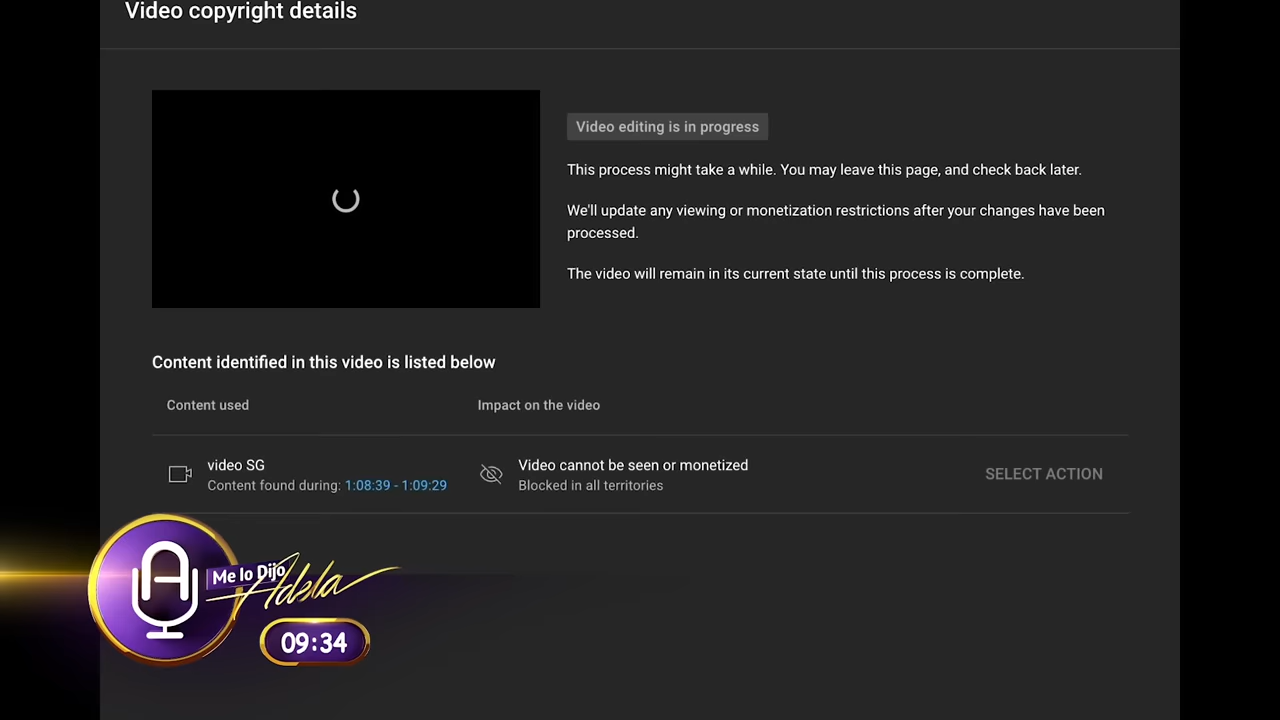 Video copyright details
Video editing is in progress
This process might take a while. You may leave this page, and check back later.
We'll update any viewing or monetization restrictions after your changes have been
processed.
The video will remain in its current state until this process is complete.
Content identified in this video is listed below
Content used
Impact on the video
video SG
Content found during: 1:08:39 - 1:09:29
Video cannot be seen or monetized
Blocked in all territories
SELECT ACTION
Me lo Dijo
Adela
09:34